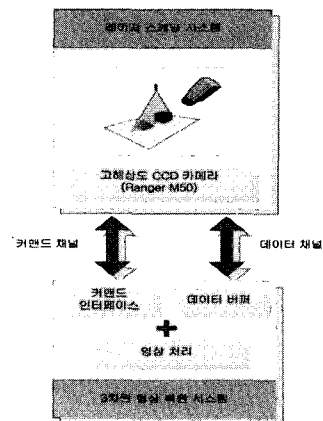 레이저 스캐닝 시스템
고해상도 CCD 카메라
(Ranger M50)
커맨드 채널
데이터 채널
커맨드
인터페이스
데이터 버퍼
+
영상 처리
3차원 영상 복원 시스템